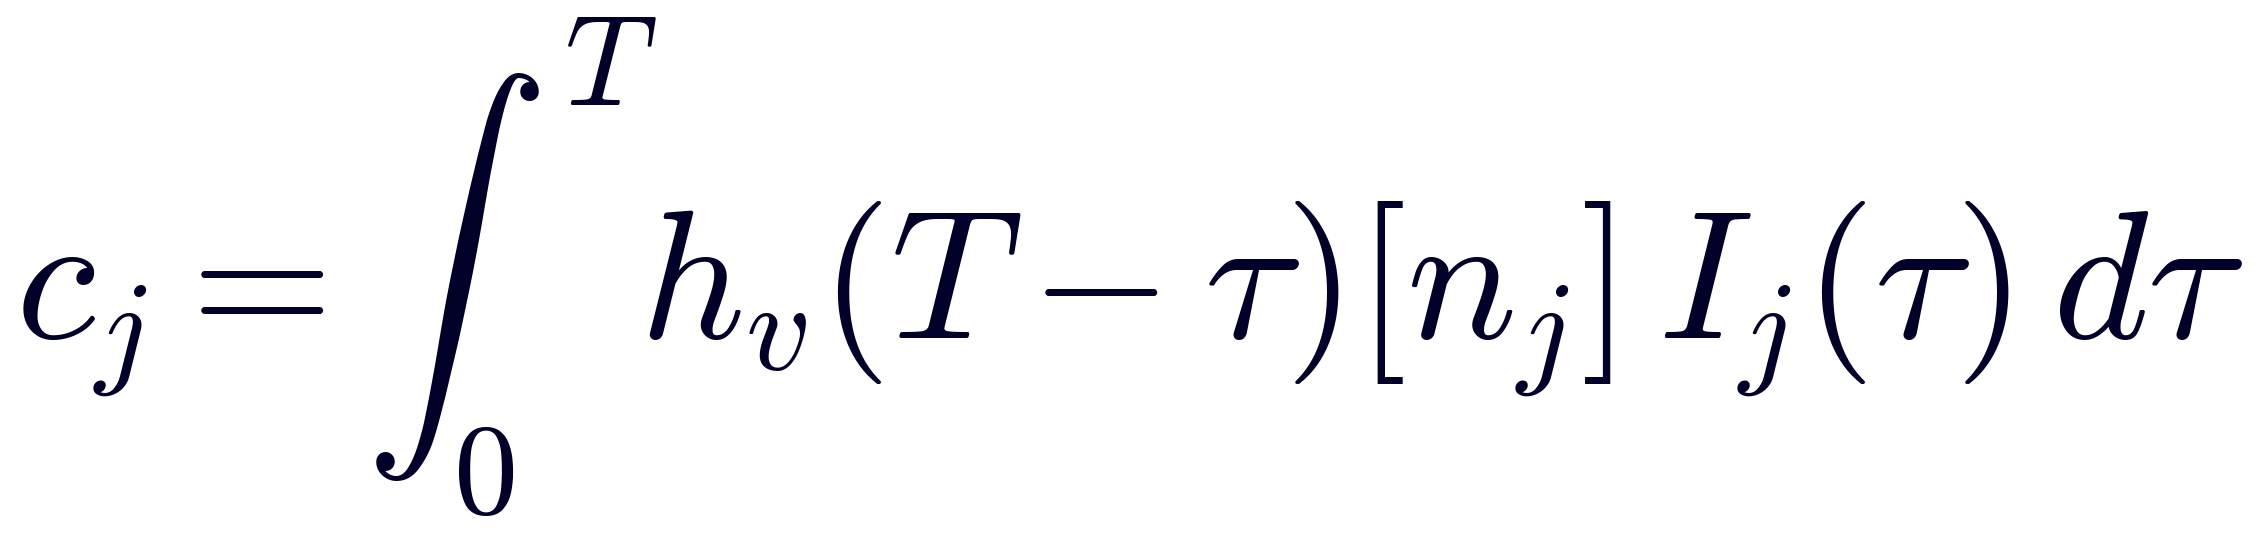 c_j = \int_0^T h_v(T - \tau)[n_j] I_j(\tau) d\tau